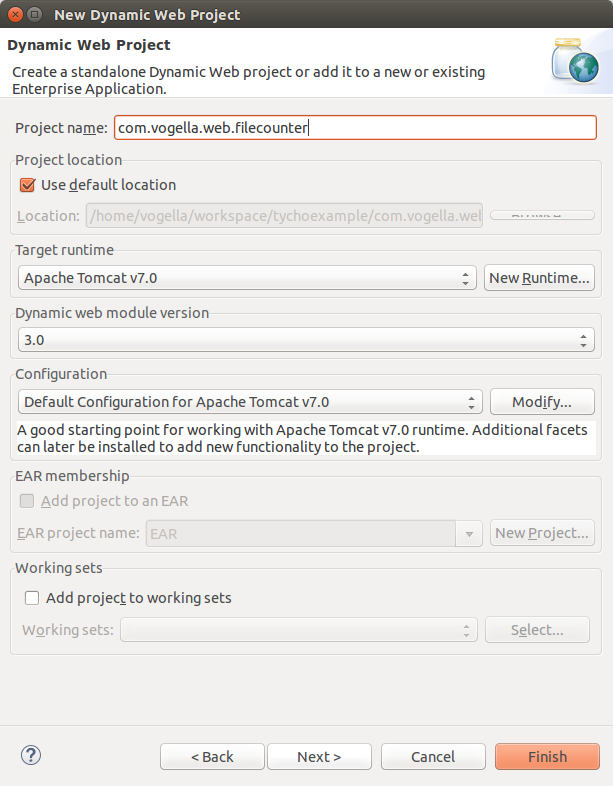 New Dynamic Web Project
Dynamic Web Project
Create a standalone Dynamic Web project or add it to a new or existing
Enterprise Application.
Project name: com.vogella.web.filecounter
Project location
Use default location
Location: /home/vogella/workspace/tychoexample/com.vogella.wel
Target runtime
Apache Tomcat v7.0 New Runtime...
Dynamic web module version
3.0
Configuration
Default Configuration for Apache Tomcat v7.0 Modify...
A good starting point for working with Apache Tomcat v7.0 runtime. Additional facets
can later be installed to add new functionality to the project.
EAR membership
Add project to an EAR
EAR project name: EAR New Project...
Working sets
Add project to working sets
Working sets: Select...
? < Back Next > Cancel Finish